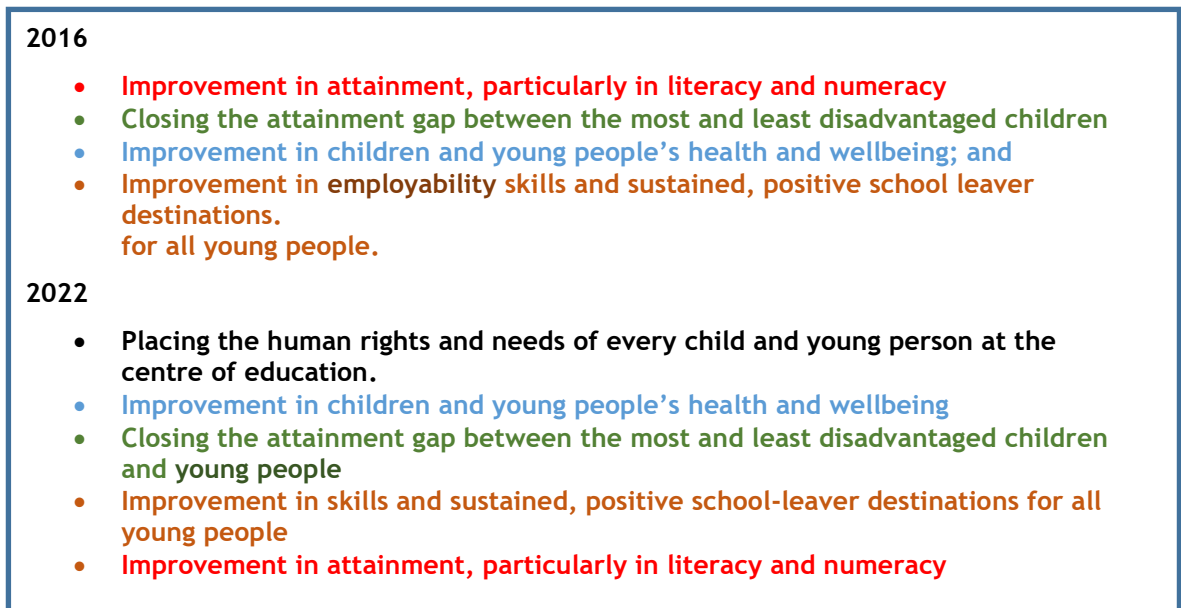 2016
• Improvement in attainment, particularly in literacy and numeracy
• Closing the attainment gap between the most and least disadvantaged children
• Improvement in children and young people’s health and wellbeing; and
• Improvement in employability skills and sustained, positive school leaver
destinations.
for all young people.
2022
• Placing the human rights and needs of every child and young person at the
centre of education.
• Improvement in children and young people’s health and wellbeing
• Closing the attainment gap between the most and least disadvantaged children
and young people
• Improvement in skills and sustained, positive school-leaver destinations for all
young people
• Improvement in attainment, particularly in literacy and numeracy